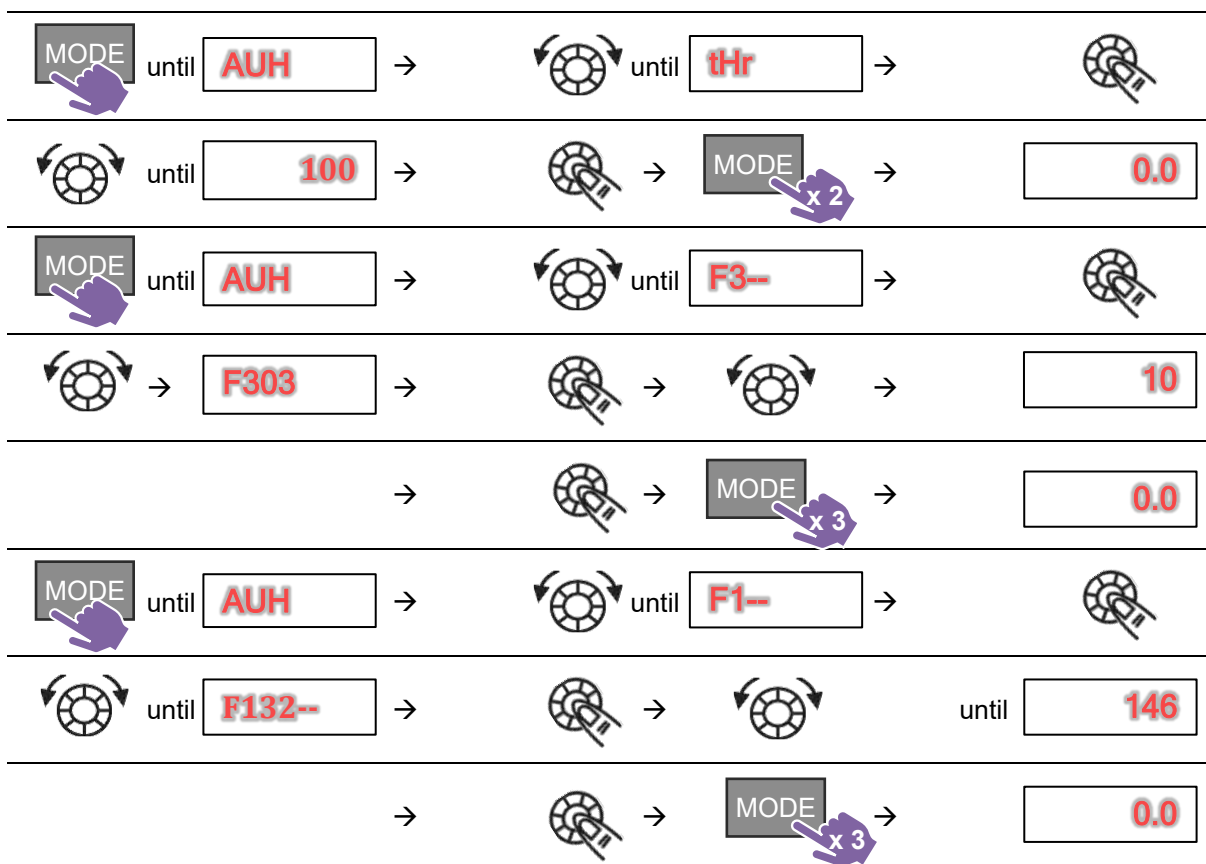 MODE until AUH → until tHr →
until 100 → → MODE x 2 → 0.0
MODE until AUH → until F3-- →
→ F303 → → → 10
→ → MODE x 3 → 0.0
MODE until AUH → until F1-- →
until F132-- → → until 146
→ → MODE x 3 → 0.0